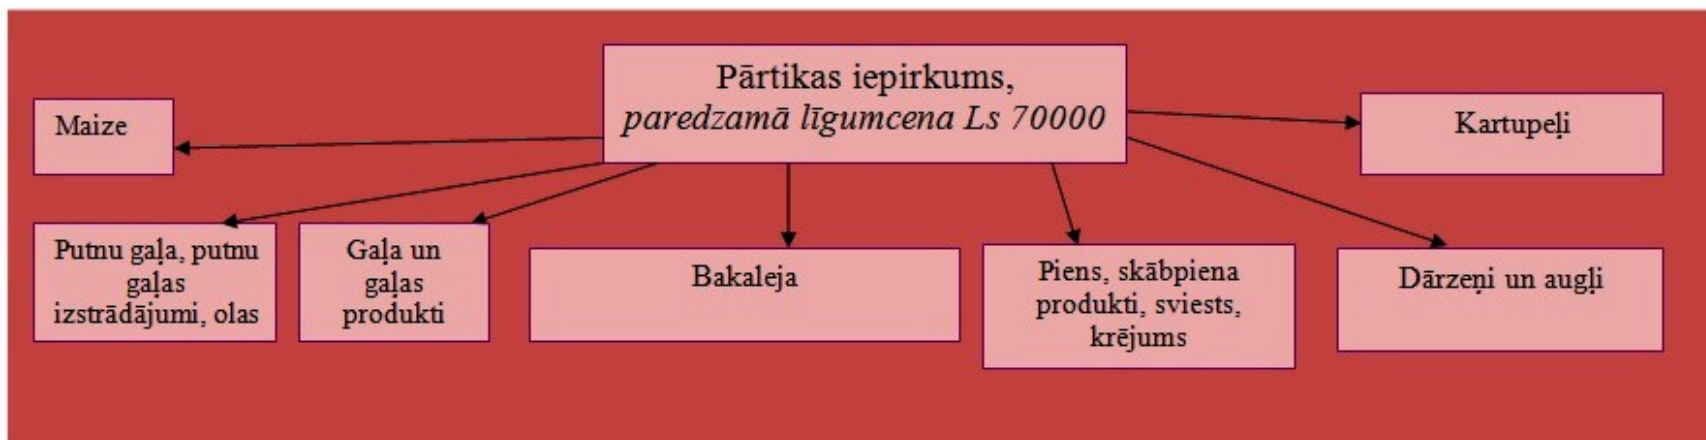 Pārtikas iepirkums,
paredzamā līgumcena Ls 70000
Maize
Kartupeļi
Putnu gaļa, putnu
gaļas
izstrādājumi, olas
Gaļa un
gaļas
produkti
Bakaleja
Piens, skābpiena
produkti, sviests,
krējums
Dārzeņi un augļi